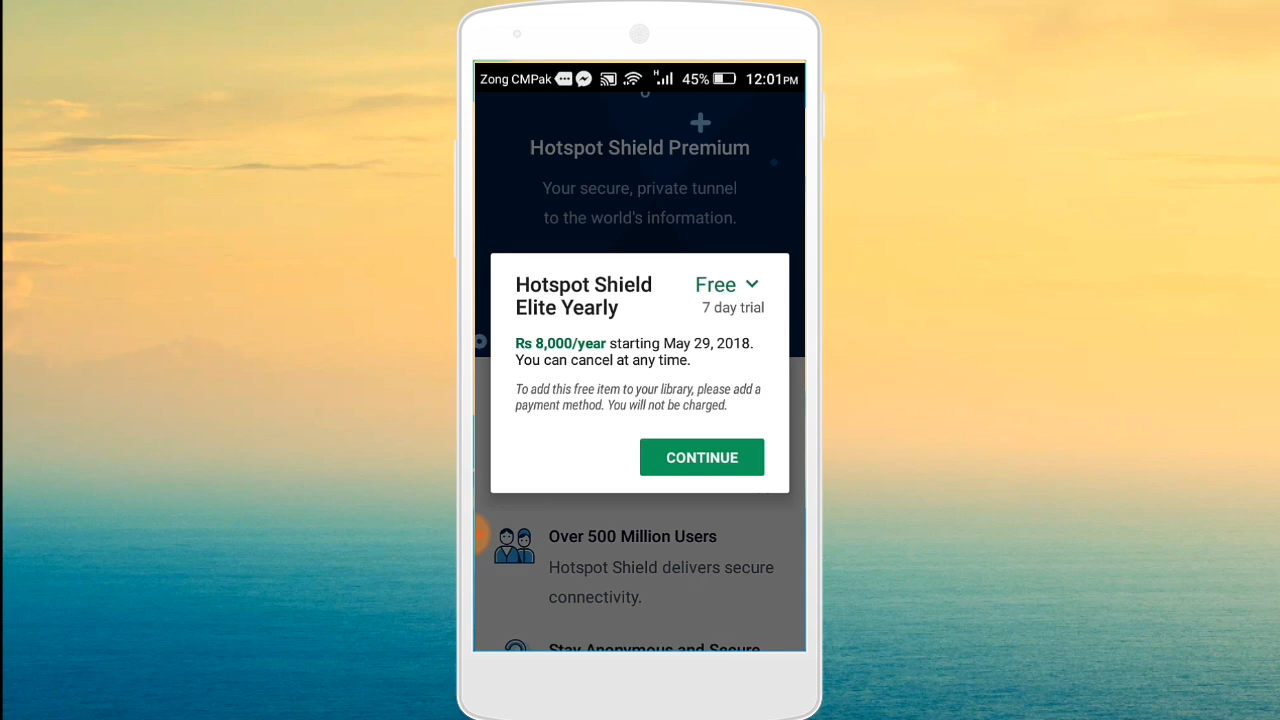 Zong CMPak 45% 12:01PM
Hotspot Shield Premium
Your secure, private tunnel
to the world's information.
Hotspot Shield Free
Elite Yearly 7 day trial
Rs 8,000/year starting May 29, 2018.
You can cancel at any time.
To add this free item to your library, please add a
payment method. You will not be charged.
CONTINUE
Over 500 Million Users
Hotspot Shield delivers secure
connectivity.
Stay Anonymous and Secure